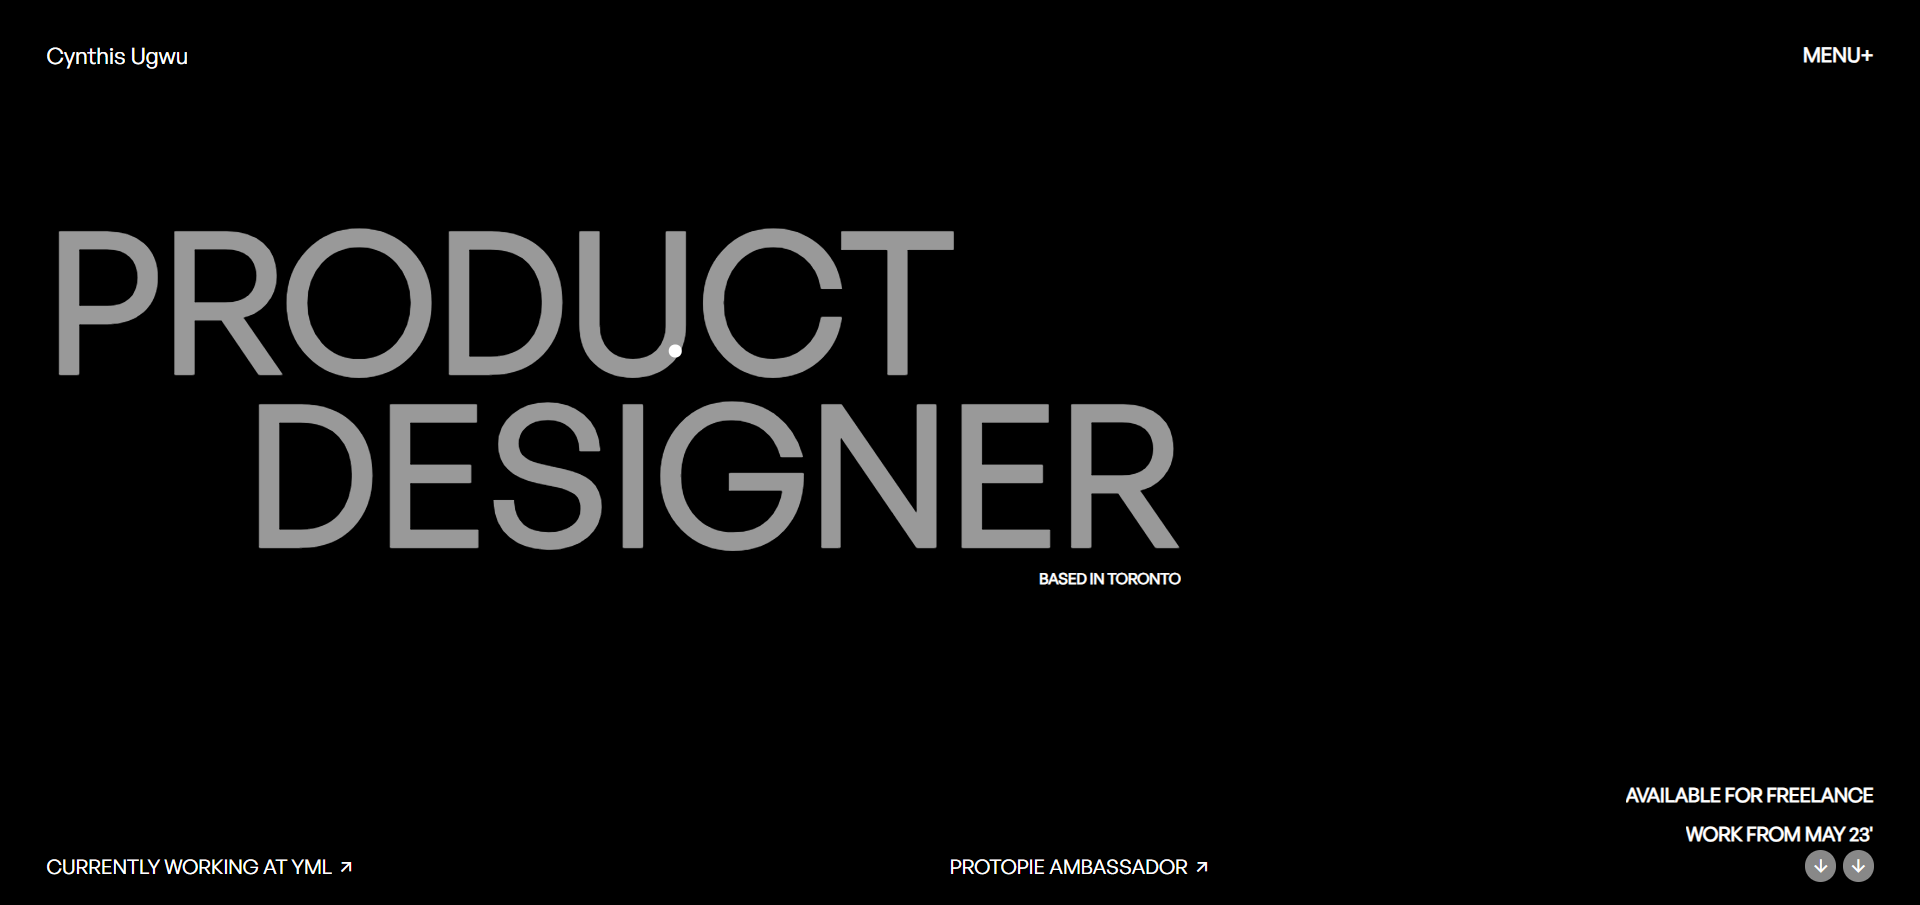 Cynthis Ugwu
MENU+
PRODUCT
DESIGNER
BASED IN TORONTO
AVAILABLE FOR FREELANCE
WORK FROM MAY 23'
CURRENTLY WORKING AT YML
PROTOPIE AMBASSADOR